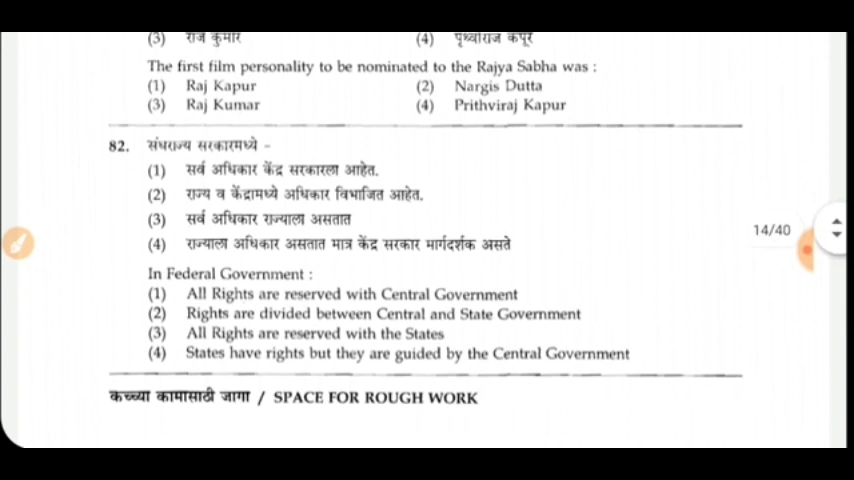 (3) राज कुमार (4) पृथ्वीराज कपूर
The first film personality to be nominated to the Rajya Sabha was :
(1) Raj Kapur (2) Nargis Dutta
(3) Raj Kumar (4) Prithviraj Kapur
82. संघराज्य सरकारमध्ये -
(1) सर्व अधिकार केंद्र सरकारला आहेत.
(2) राज्य व केंद्रामध्ये अधिकार विभाजित आहेत.
(3) सर्व अधिकार राज्याला असतात
(4) राज्याला अधिकार असतात मात्र केंद्र सरकार मार्गदर्शक असते
14/40
In Federal Government :
(1) All Rights are reserved with Central Government
(2) Rights are divided between Central and State Government
(3) All Rights are reserved with the States
(4) States have rights but they are guided by the Central Government
कच्च्या कामासाठी जागा / SPACE FOR ROUGH WORK